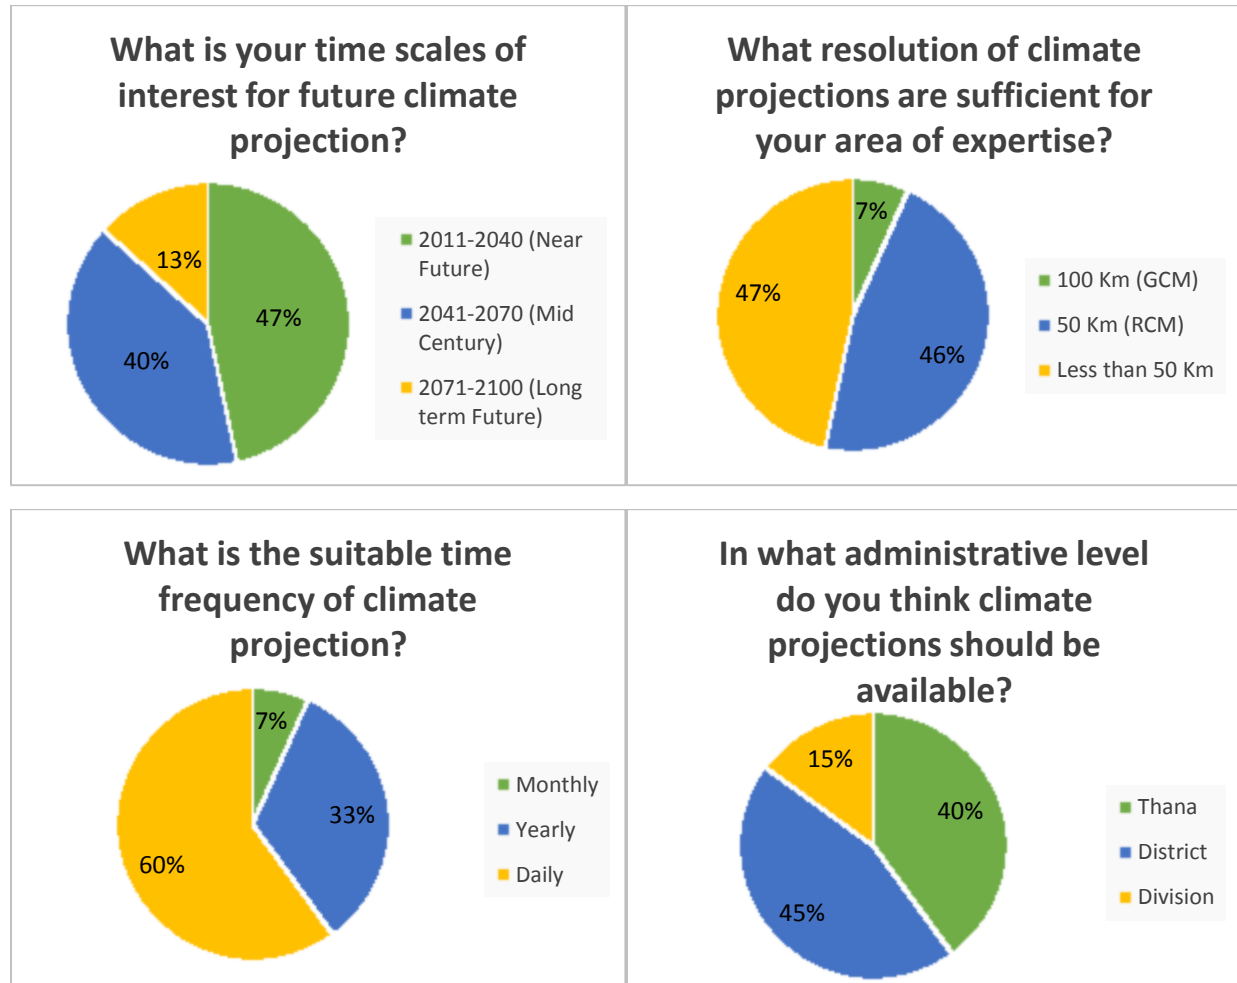 What is your time scales of
interest for future climate
projection?
13%
47%
40%
2011-2040 (Near
Future)
2041-2070 (Mid
Century)
2071-2100 (Long
term Future)
What resolution of climate
projections are sufficient for
your area of expertise?
7%
47%
46%
100 Km (GCM)
50 Km (RCM)
Less than 50 Km
What is the suitable time
frequency of climate
projection?
7%
33%
60%
Monthly
Yearly
Daily
In what administrative level
do you think climate
projections should be
available?
15%
40%
45%
Thana
District
Division